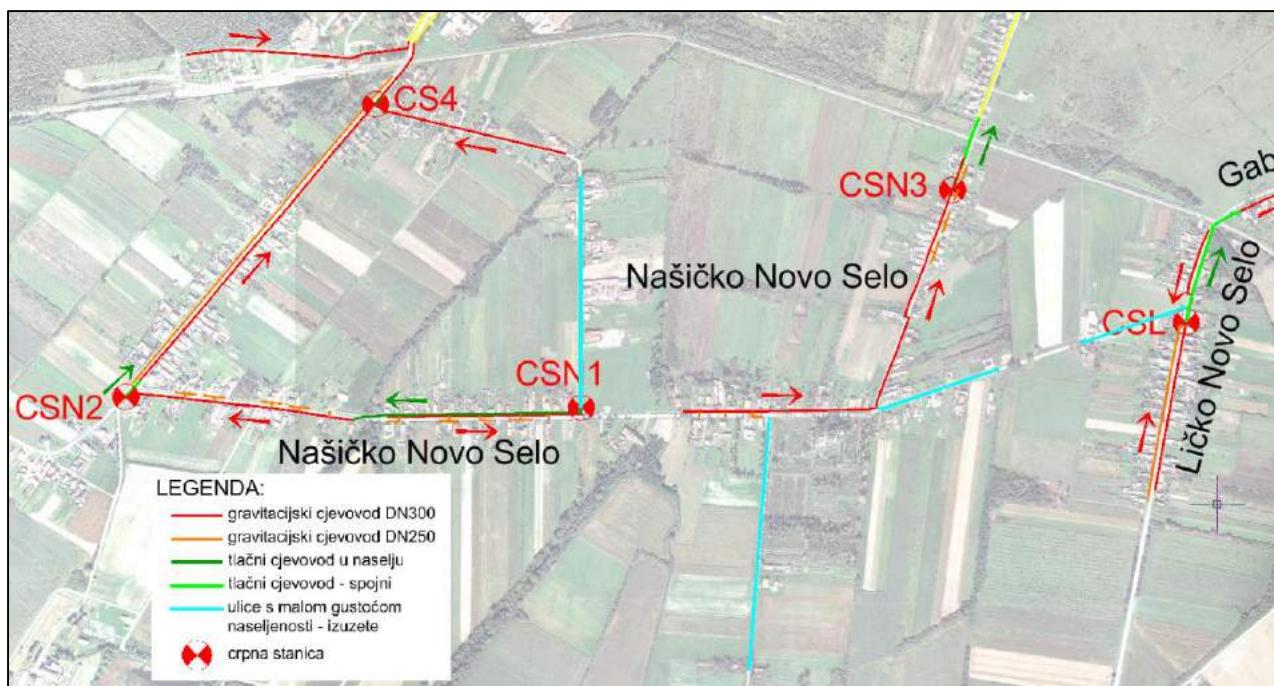 CS4
CSN3
Gab
Našičko Novo Selo
CSL
Ličko Novo Selo
CSN1
CSN2
Našičko Novo Selo
LEGENDA:
gravitacijski cjevovod DN300
gravitacijski cjevovod DN250
tlačni cjevovod u naselju
tlačni cjevovod - spojni
ulice s malom gustoćom
naseljenosti - izuzete
crpna stanica